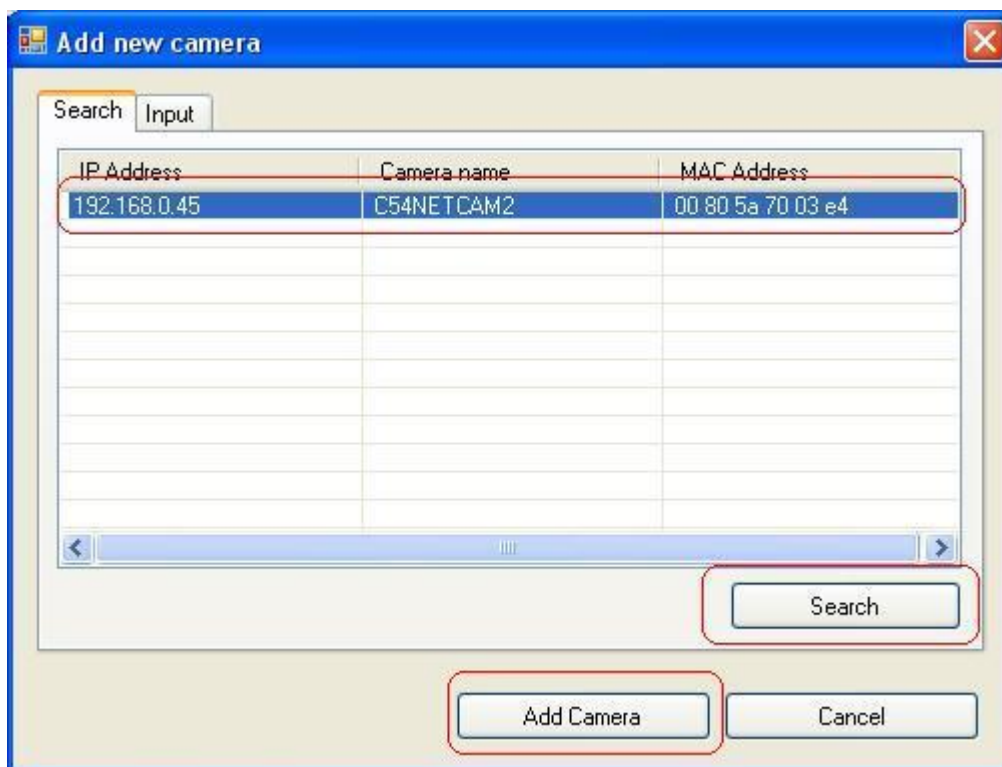 Add new camera
Search Input
IP Address Camera name MAC Address
192.168.0.45 C54NETCAM2 00 80 5a 70 03 e4
Search
Add Camera Cancel